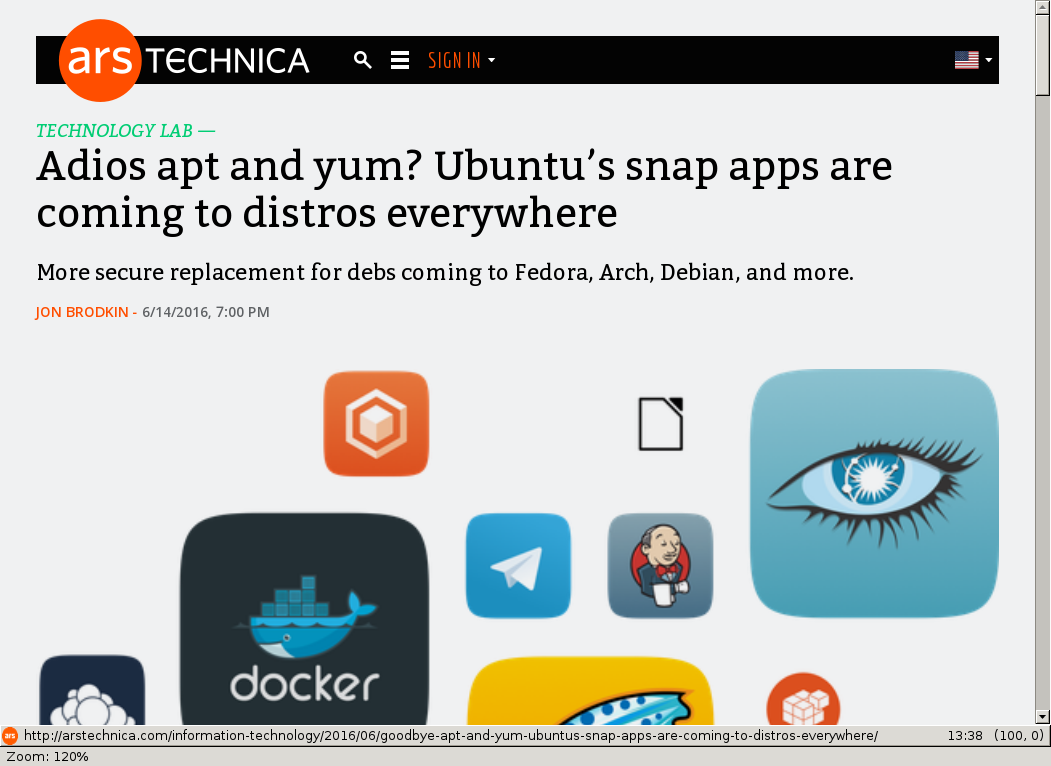 ars TECHNICA SIGN IN
TECHNOLOGY LAB —
Adios apt and yum? Ubuntu’s snap apps are
coming to distros everywhere
More secure replacement for debs coming to Fedora, Arch, Debian, and more.
JON BRODKIN - 6/14/2016, 7:00 PM
docker
ars http://arstechnica.com/information-technology/2016/06/goodbye-apt-and-yum-ubuntus-snap-apps-are-coming-to-distros-everywhere/ 13:38 (100, 0)
Zoom: 120%